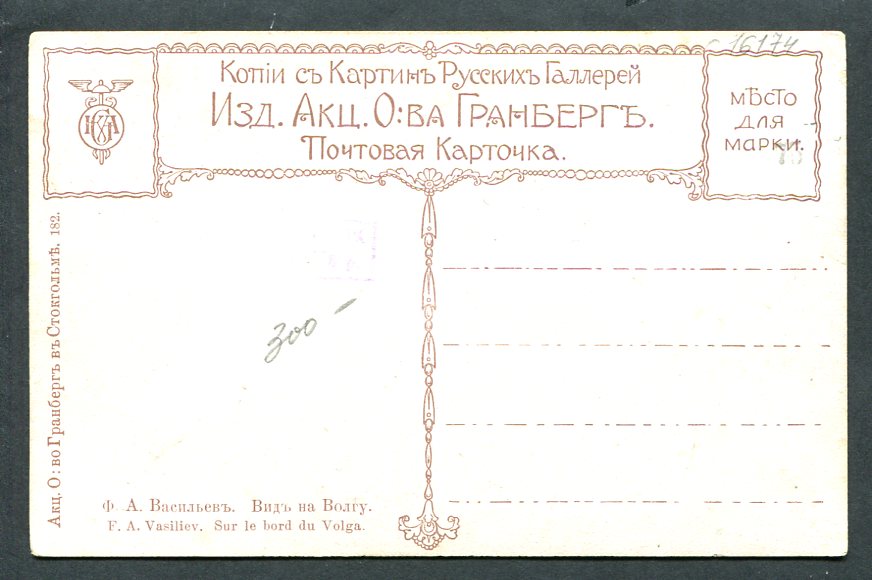 16174
Копіи съ Картинъ Русскихъ Галлерей
Изд. Акц. О:ва Гранбергъ.
Почтовая Карточка.
мѣсто
для
марки.
300 -
Акц. О: во Гранбергъ въ Стокгольмѣ. 182.
Ф. А. Васильевъ. Видъ на Волгу.
F. A. Vasiliev. Sur le bord du Volga.